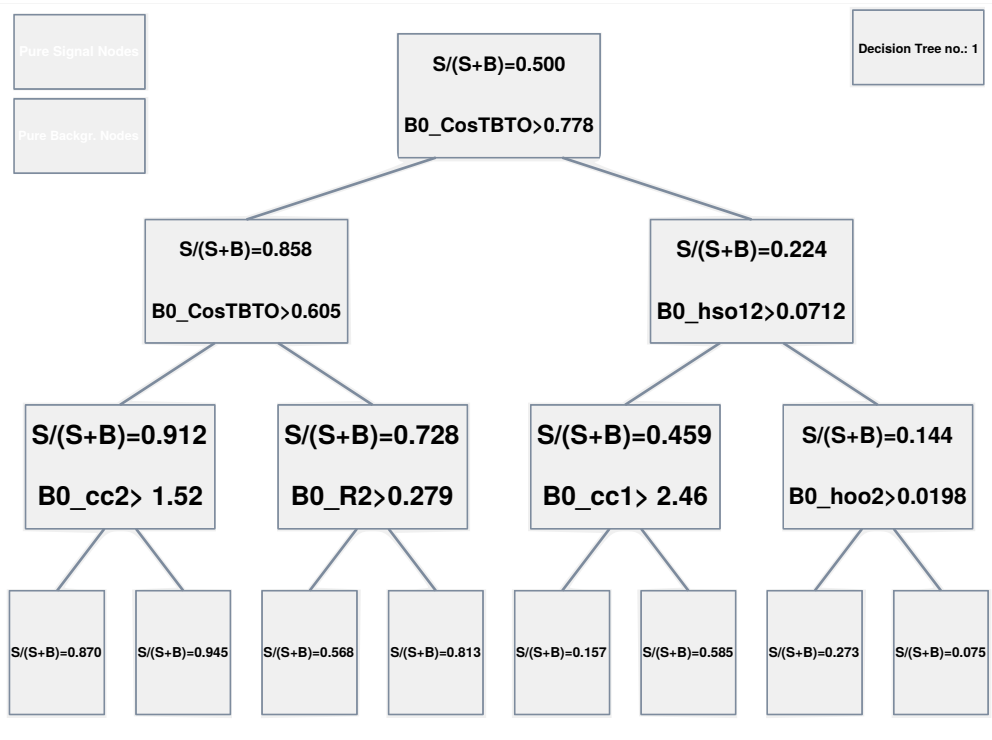 Pure Signal Nodes
Pure Backgr. Nodes
Decision Tree no.: 1
S/(S+B)=0.500
B0_CosTBTO>0.778
S/(S+B)=0.858
B0_CosTBTO>0.605
S/(S+B)=0.224
B0_hso12>0.0712
S/(S+B)=0.912
B0_cc2> 1.52
S/(S+B)=0.728
B0_R2>0.279
S/(S+B)=0.459
B0_cc1> 2.46
S/(S+B)=0.144
B0_hoo2>0.0198
S/(S+B)=0.870
S/(S+B)=0.945
S/(S+B)=0.568
S/(S+B)=0.813
S/(S+B)=0.157
S/(S+B)=0.585
S/(S+B)=0.273
S/(S+B)=0.075